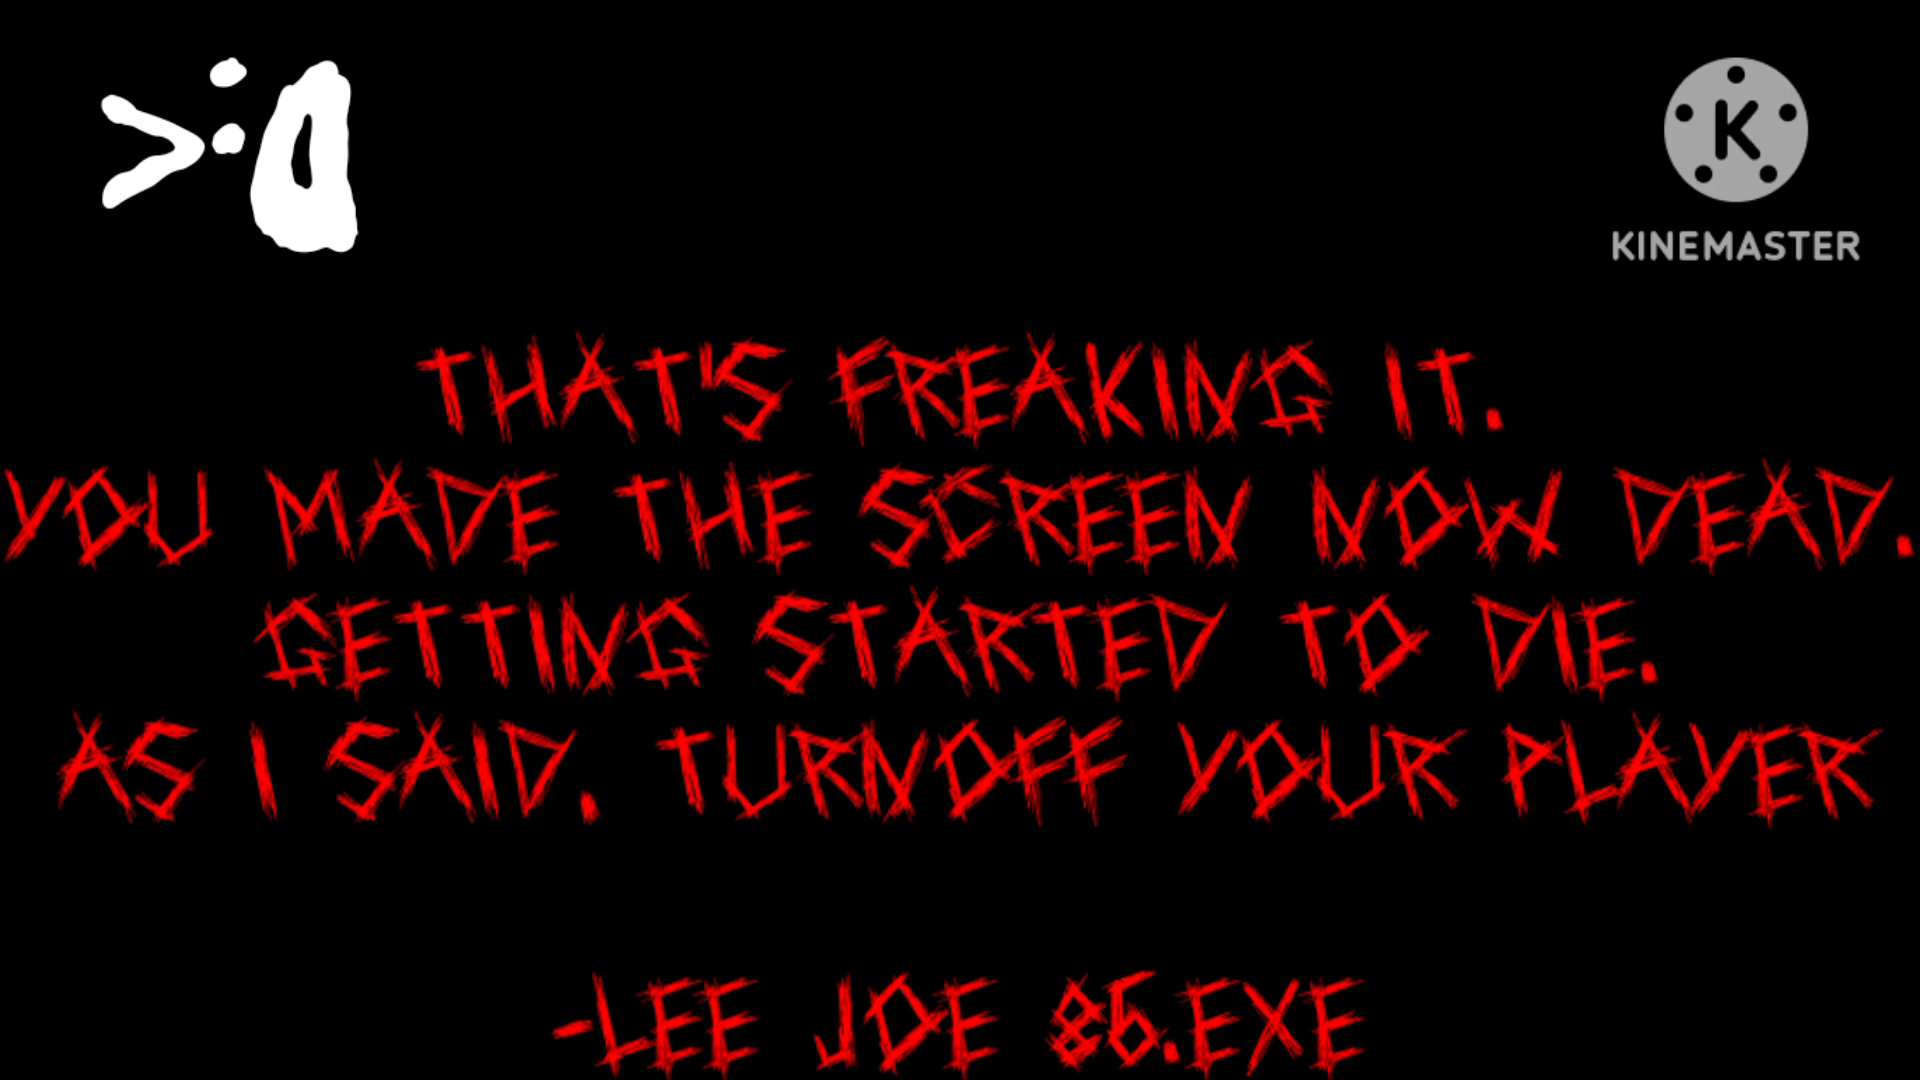 >:0
K
KINEMASTER
THAT'S FREAKING IT.
YOU MADE THE SCREEN NOW DEAD.
GETTING STARTED TO DIE.
AS I SAID. TURNOFF YOUR PLAYER
-LEE JOE 86.EXE